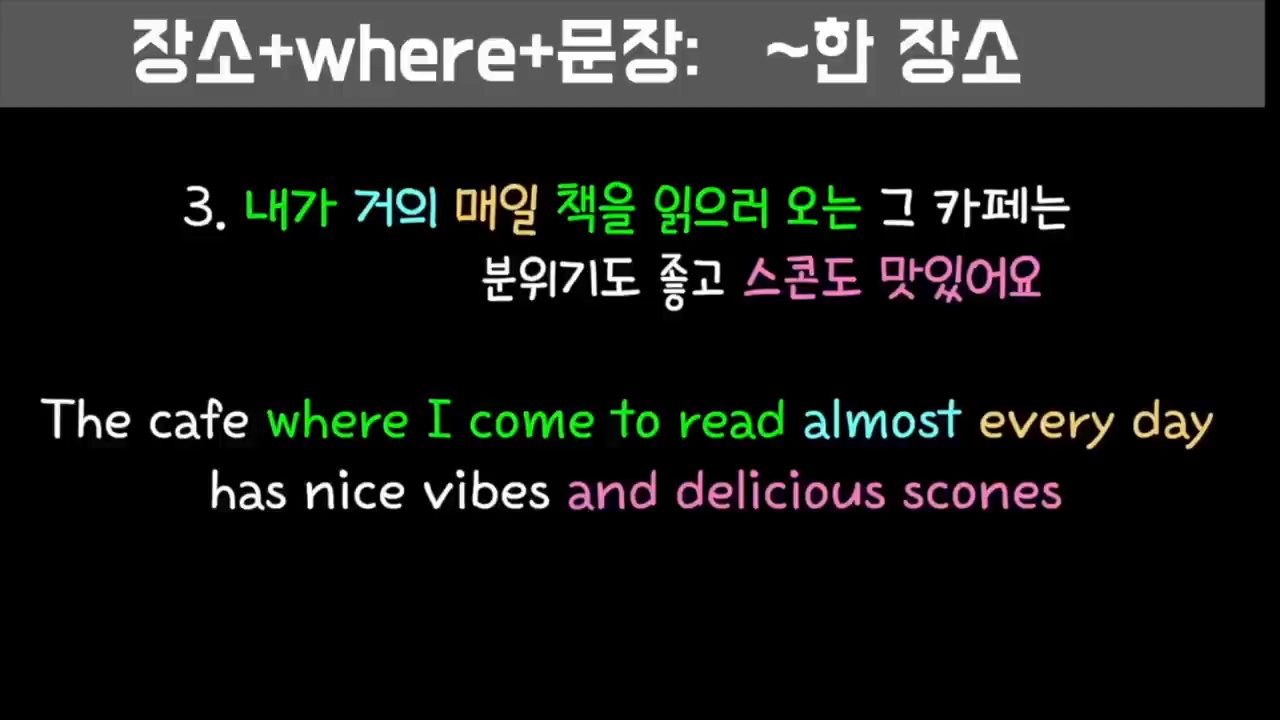 장소+where+문장: ~한 장소
3. 내가 거의 매일 책을 읽으러 오는 그 카페는
분위기도 좋고 스콘도 맛있어요
The cafe where I come to read almost every day
has nice vibes and delicious scones